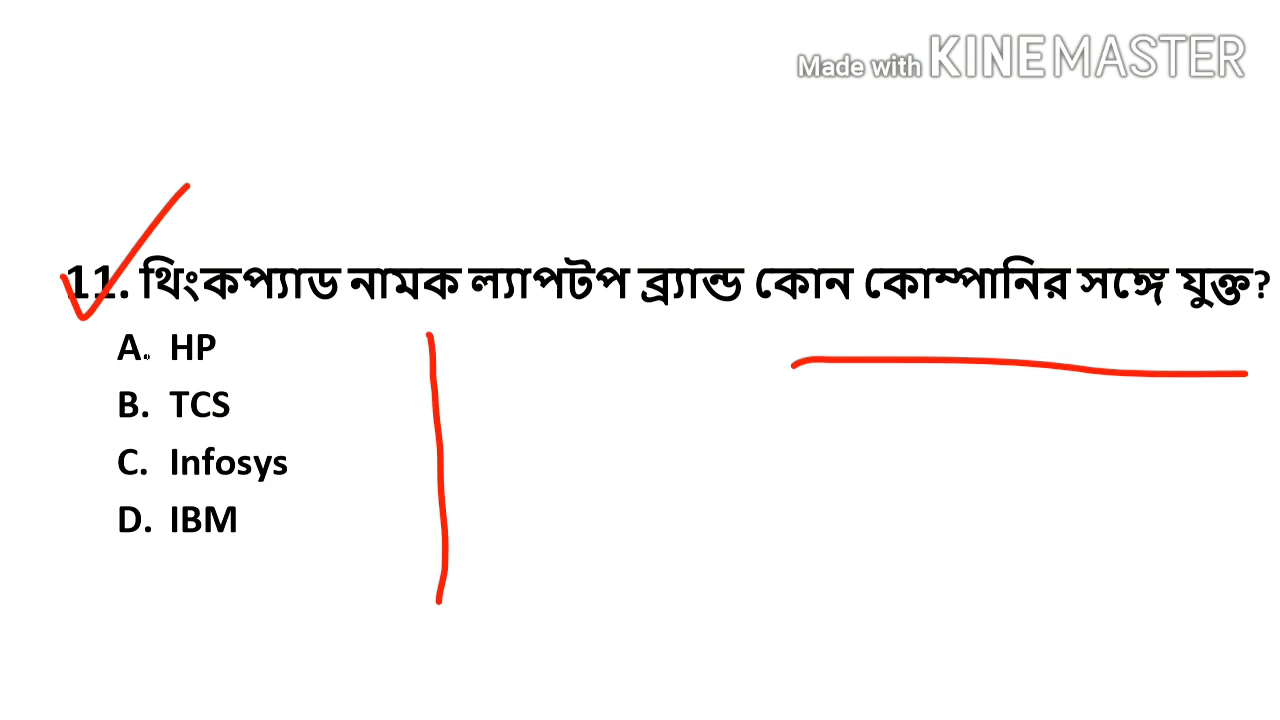 Made with KINEMASTER
11. থিংকপ্যাড নামক ল্যাপটপ ব্র্যান্ড কোন কোম্পানির সঙ্গে যুক্ত?
A. HP
B. TCS
C. Infosys
D. IBM